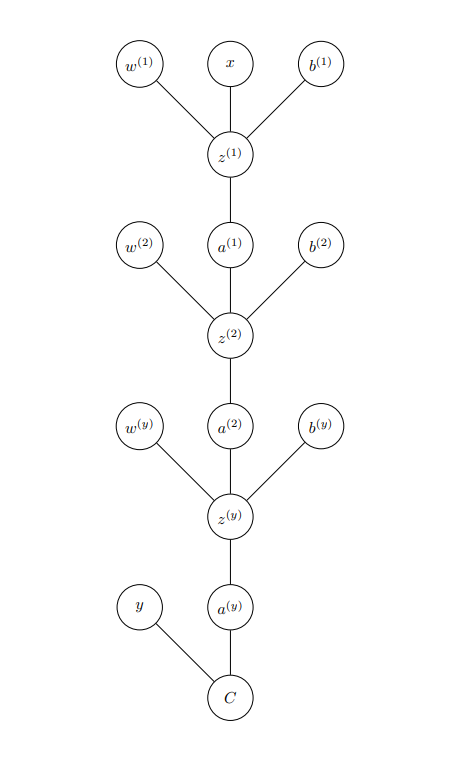 w^(1) x b^(1)
z^(1)
w^(2) a^(1) b^(2)
z^(2)
w^(y) a^(2) b^(y)
z^(y)
y a^(y)
C